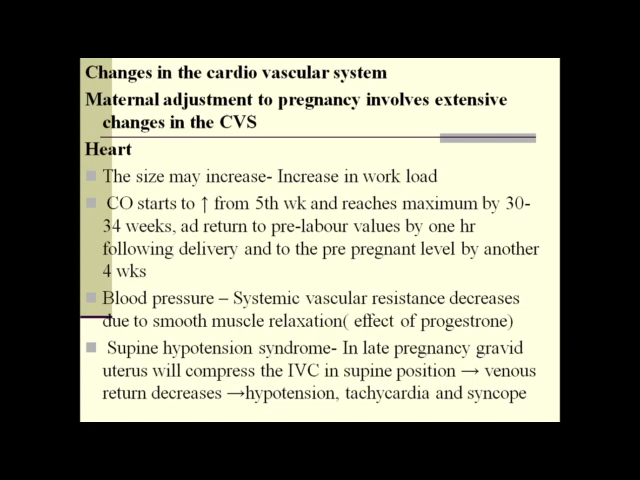 Changes in the cardio vascular system
Maternal adjustment to pregnancy involves extensive
changes in the CVS
Heart
The size may increase- Increase in work load
CO starts to ↑ from 5th wk and reaches maximum by 30-
34 weeks, ad return to pre-labour values by one hr
following delivery and to the pre pregnant level by another
4 wks
Blood pressure – Systemic vascular resistance decreases
due to smooth muscle relaxation( effect of progestrone)
Supine hypotension syndrome- In late pregnancy gravid
uterus will compress the IVC in supine position → venous
return decreases →hypotension, tachycardia and syncope